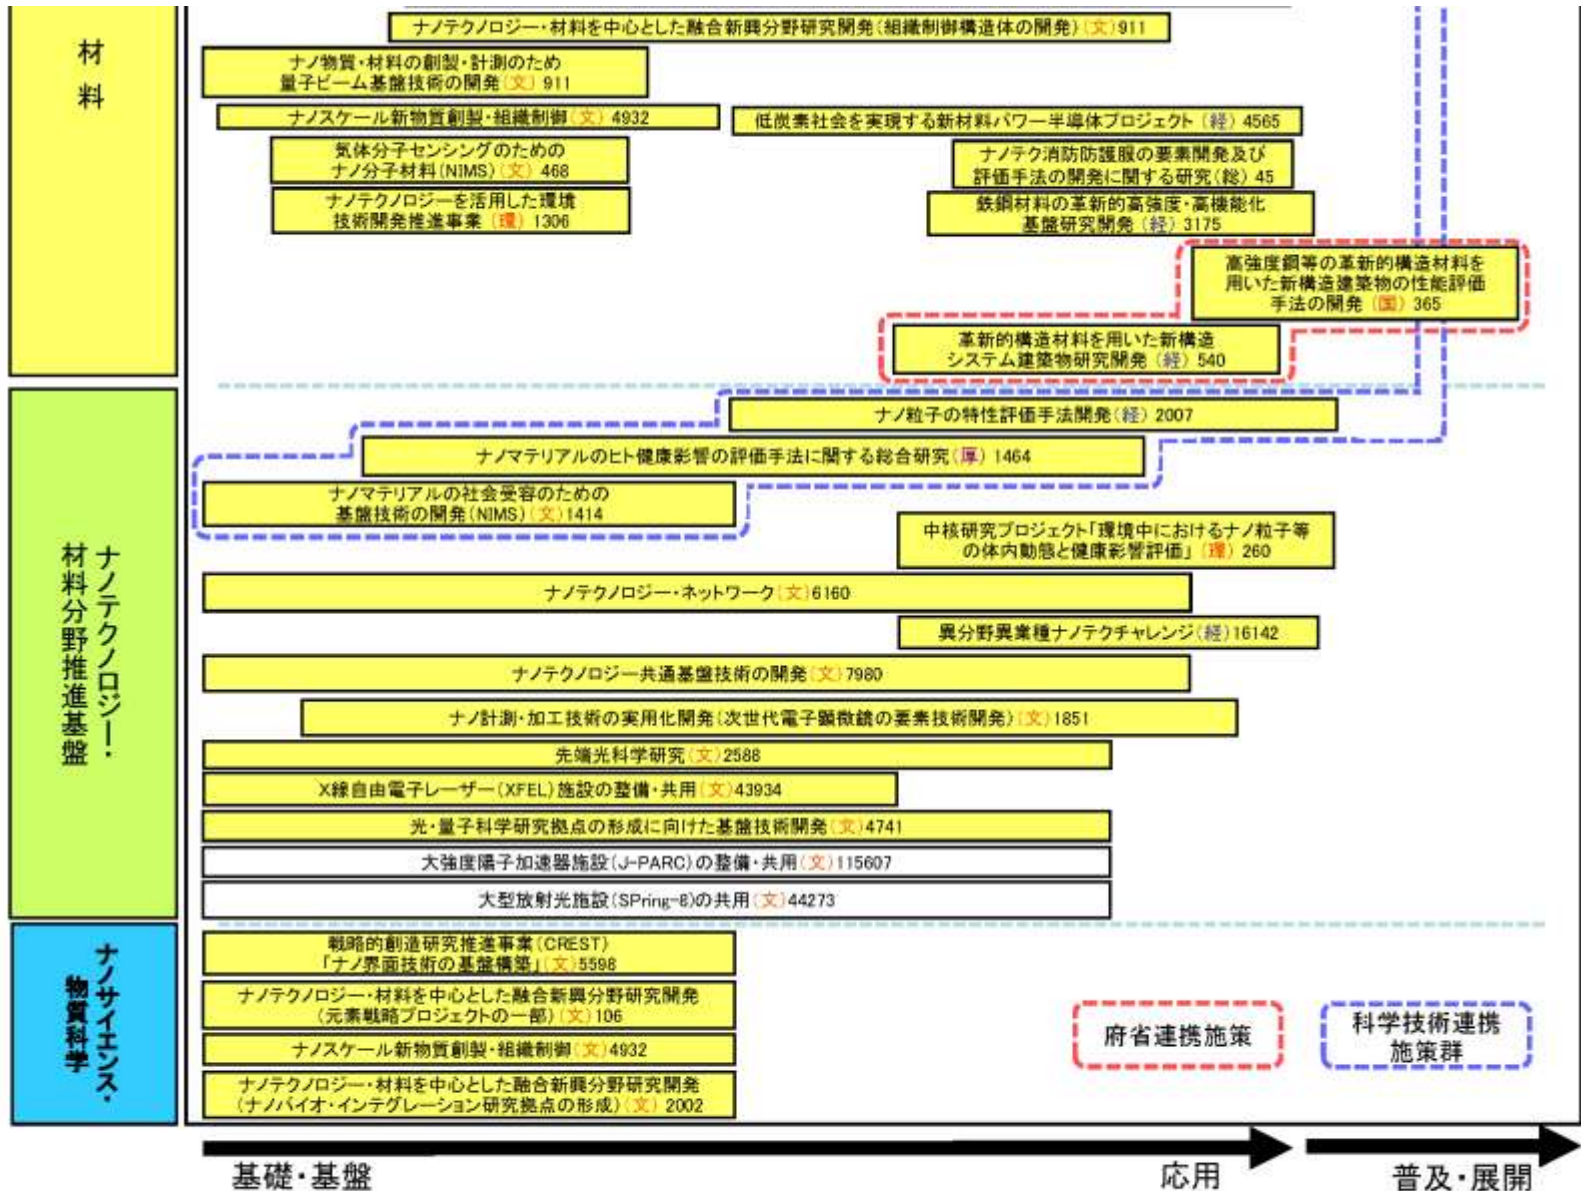 材料
ナノテクノロジー・材料を中心とした融合新興分野研究開発(組織制御構造体の開発)(文)911
ナノ物質・材料の創製・計測のため
量子ビーム基盤技術の開発(文) 911
ナノスケール新物質創製・組織制御(文) 4932
低炭素社会を実現する新材料パワー半導体プロジェクト(経) 4565
気体分子センシングのための
ナノ分子材料(NIMS)(文) 468
ナノテク消防防護服の要素開発及び
評価手法の開発に関する研究(総) 45
ナノテクノロジーを活用した環境
技術開発推進事業(環) 1306
鉄鋼材料の革新的高強度・高機能化
基盤研究開発(経) 3175
高強度鋼等の革新的構造材料を
用いた新構造建築物の性能評価
手法の開発(国) 365
革新的構造材料を用いた新構造
システム建築物研究開発(経) 540
ナノテクノロジー・
材料分野推進基盤
ナノ粒子の特性評価手法開発(経) 2007
ナノマテリアルのヒト健康影響の評価手法に関する総合研究(厚) 1464
ナノマテリアルの社会受容のための
基盤技術の開発(NIMS)(文)1414
中核研究プロジェクト「環境中におけるナノ粒子等
の体内動態と健康影響評価」(環) 260
ナノテクノロジー・ネットワーク(文)6160
異分野異業種ナノテクチャレンジ(経)16142
ナノテクノロジー共通基盤技術の開発(文)7980
ナノ計測・加工技術の実用化開発(次世代電子顕微鏡の要素技術開発)(文)1851
先端光科学研究(文)2588
X線自由電子レーザー(XFEL)施設の整備・共用(文)43934
光・量子科学研究拠点の形成に向けた基盤技術開発(文)4741
大強度陽子加速器施設(J-PARC)の整備・共用(文)115607
大型放射光施設(SPring-8)の共用(文)44273
ナノサイエンス・
物質科学
戦略的創造研究推進事業(CREST)
「ナノ界面技術の基盤構築」(文)5598
ナノテクノロジー・材料を中心とした融合新興分野研究開発
(元素戦略プロジェクトの一部)(文)106
ナノスケール新物質創製・組織制御(文)4932
ナノテクノロジー・材料を中心とした融合新興分野研究開発
(ナノバイオ・インテグレーション研究拠点の形成)(文) 2002
府省連携施策
科学技術連携
施策群
基礎・基盤
応用
普及・展開